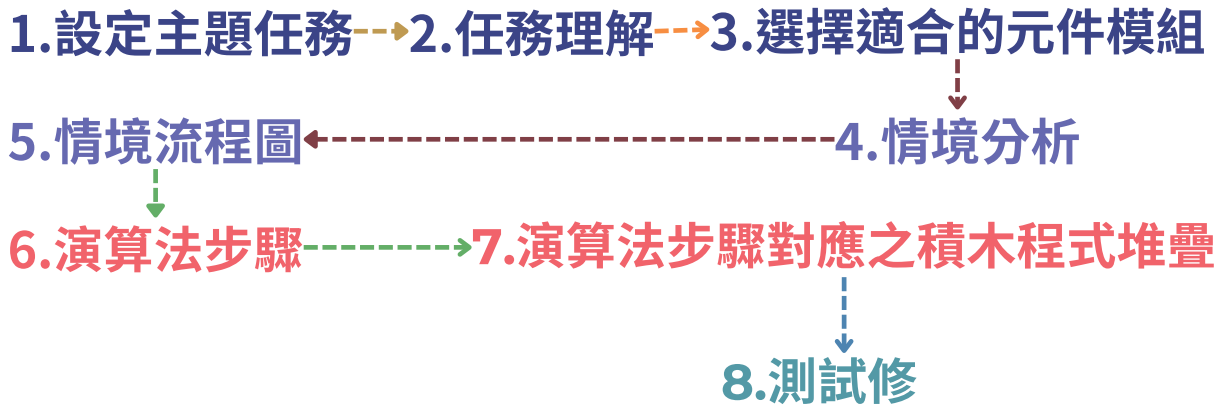 1.設定主題任務 2.任務理解 3.選擇適合的元件模組
5.情境流程圖 4.情境分析
6.演算法步驟 7.演算法步驟對應之積木程式堆疊
8.測試修